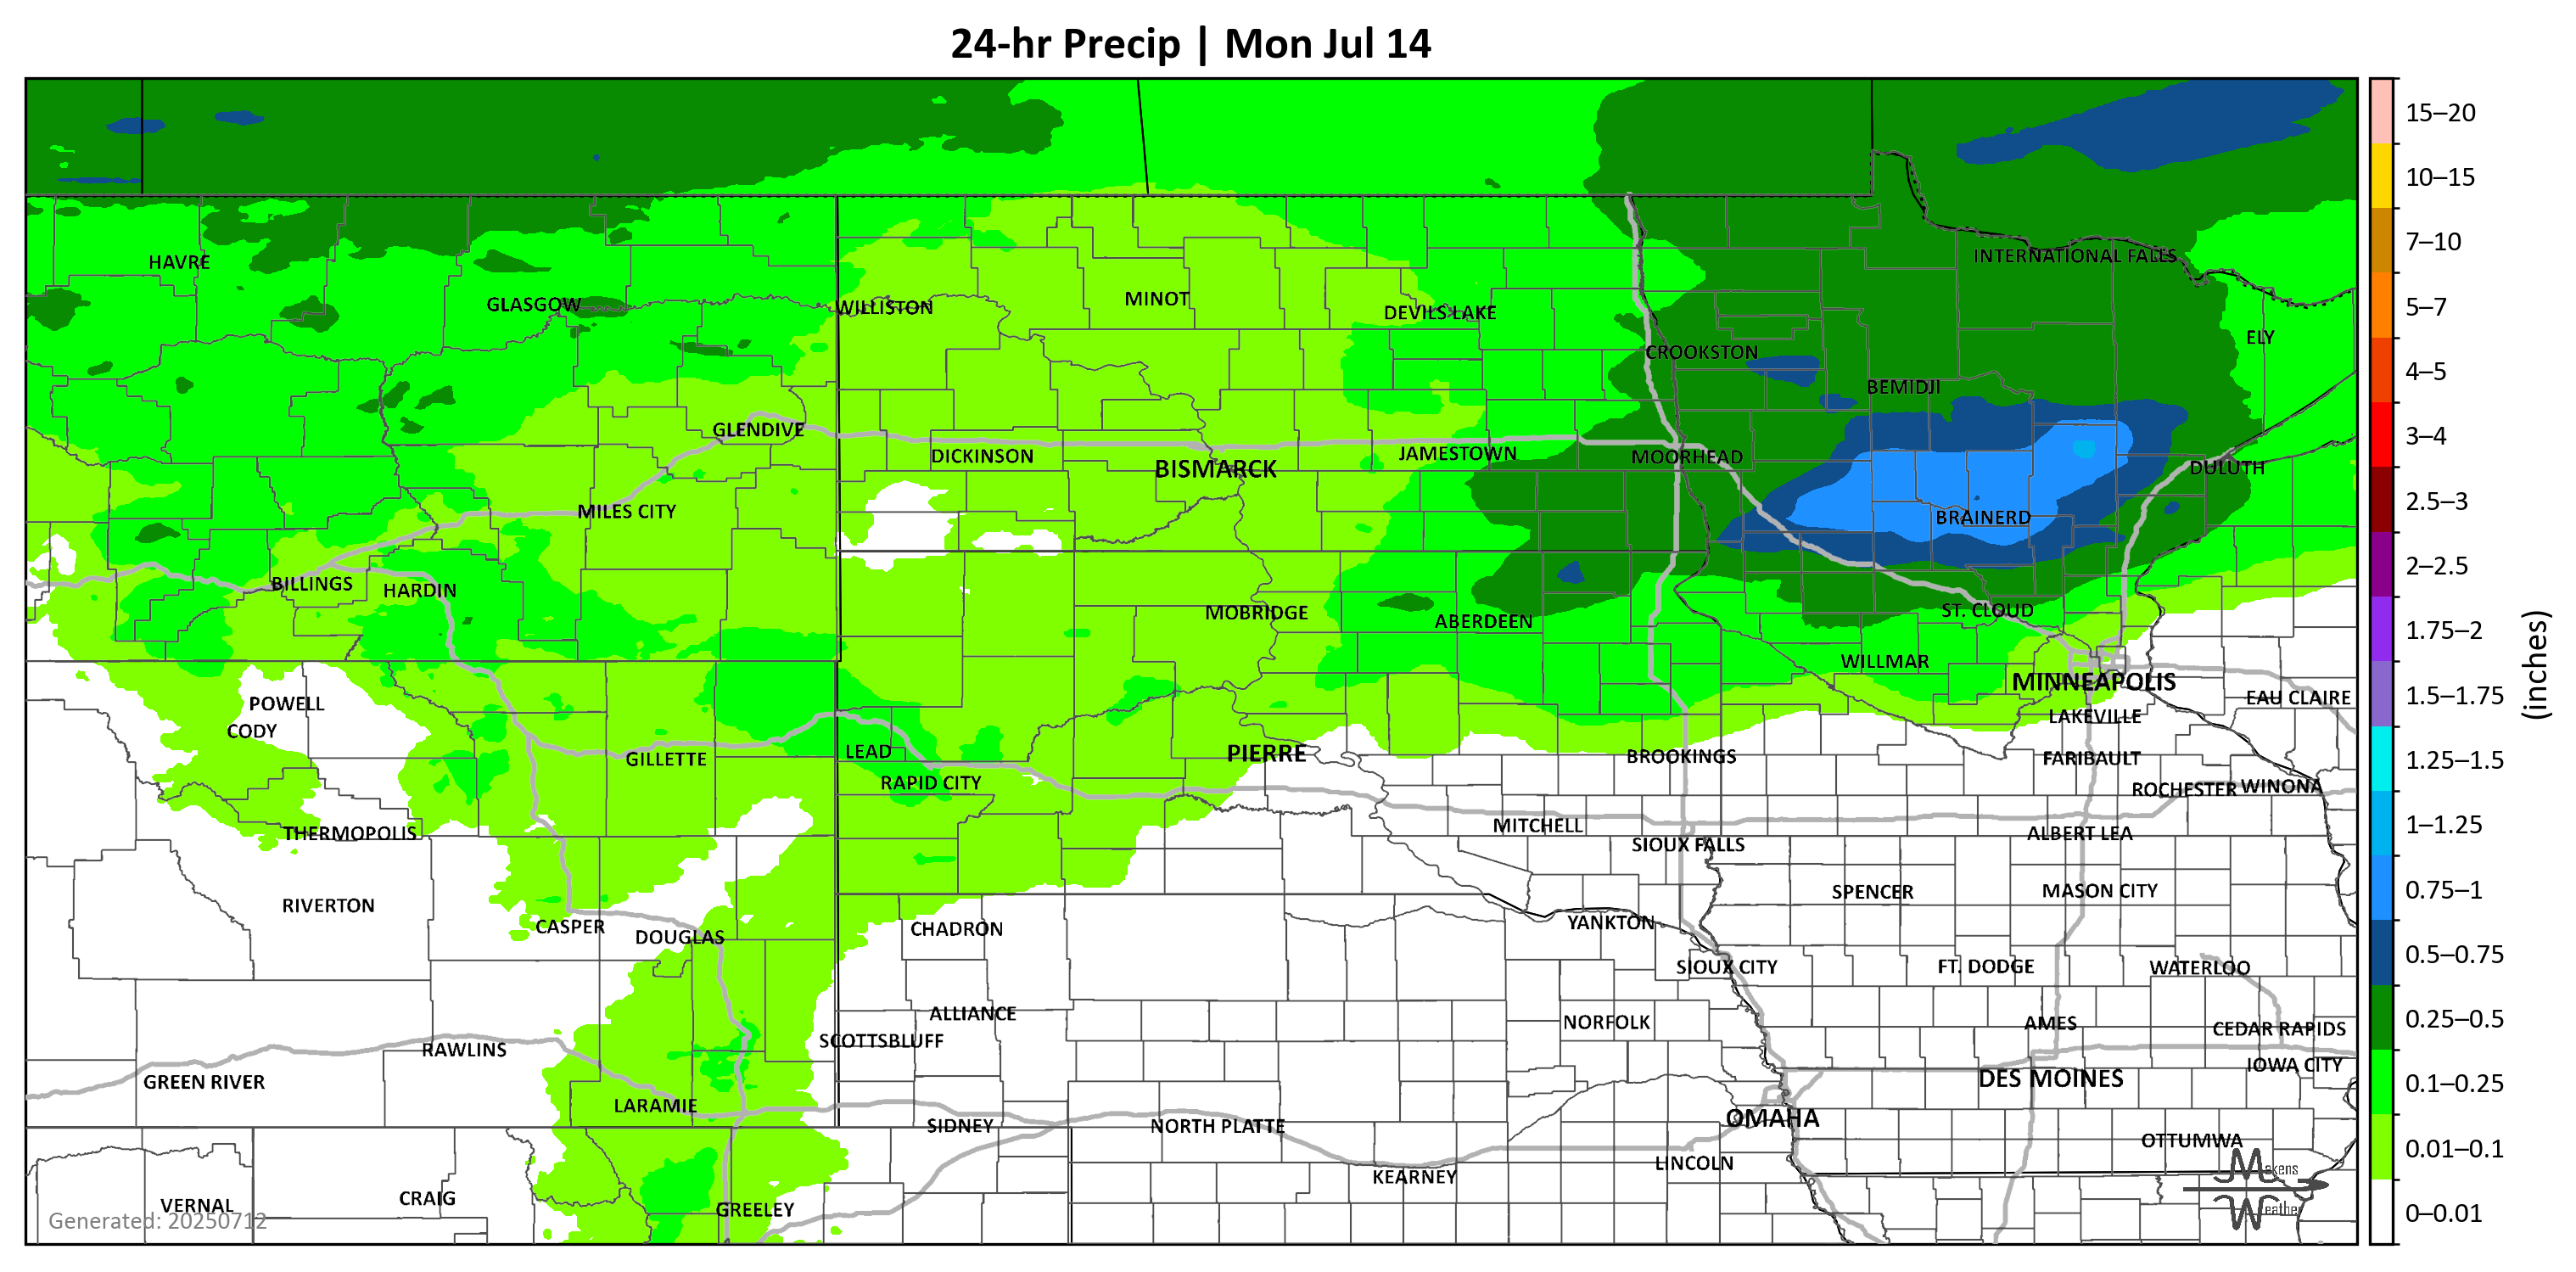 24-hr Precip | Mon Jul 14
15–20
10–15
INTERNATIONAL FALLS
7–10
HAVRE
GLASGOW
WILLISTON
MINOT
DEVILS LAKE
5–7
ELY
CROOKSTON
4–5
BEMIDJI
GLENDIVE
3–4
DICKINSON
BISMARCK
JAMESTOWN
MOORHEAD
DULUTH
2.5–3
MILES CITY
BRAINERD
2–2.5
BILLINGS
HARDIN
MOBRIDGE
ABERDEEN
ST. CLOUD
1.75–2
WILLMAR
MINNEAPOLIS
EAU CLAIRE
1.5–1.75
(inches)
POWELL
CODY
LAKEVILLE
GILLETTE
LEAD
PIERRE
BROOKINGS
FARIBAULT
1.25–1.5
RAPID CITY
ROCHESTER
WINONA
THERMOPOLIS
MITCHELL
SIOUX FALLS
ALBERT LEA
1–1.25
RIVERTON
SPENCER
MASON CITY
0.75–1
CASPER
DOUGLAS
CHADRON
YANKTON
0.5–0.75
SIOUX CITY
FT. DODGE
WATERLOO
ALLIANCE
NORFOLK
AMES
CEDAR RAPIDS
0.25–0.5
SCOTTSBLUFF
RAWLINS
IOWA CITY
GREEN RIVER
DES MOINES
0.1–0.25
LARAMIE
SIDNEY
NORTH PLATTE
OMAHA
OTTUMWA
0.01–0.1
LINCOLN
KEARNEY
Makens
Weather
VERNAL
CRAIG
GREELEY
0–0.01
Generated: 20250712